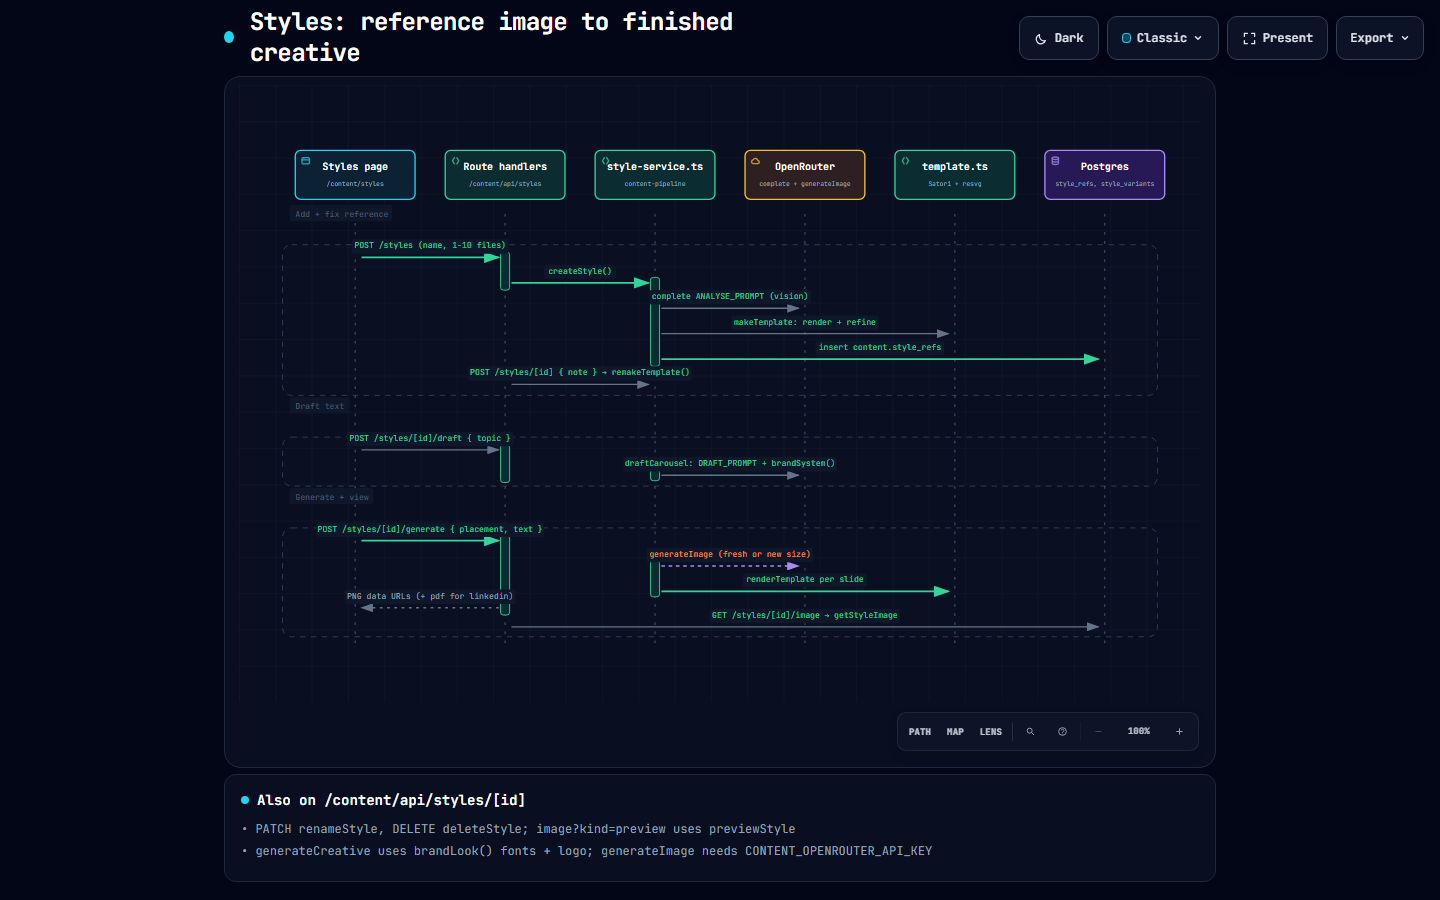 Styles: reference image to finished
creative
Dark
Classic
Present
Export
Styles page
/content/styles
Route handlers
/content/api/styles
style-service.ts
content-pipeline
OpenRouter
complete + generateImage
template.ts
Satori + resvg
Postgres
style_refs, style_variants
Add + fix reference
POST /styles (name, 1-10 files)
createStyle()
complete ANALYSE_PROMPT (vision)
makeTemplate: render + refine
insert content.style_refs
POST /styles/[id] { note } → remakeTemplate()
Draft text
POST /styles/[id]/draft { topic }
draftCarousel: DRAFT_PROMPT + brandSystem()
Generate + view
POST /styles/[id]/generate { placement, text }
generateImage (fresh or new size)
renderTemplate per slide
PNG data URLs (+ pdf for linkedin)
GET /styles/[id]/image → getStyleImage
PATH
MAP
LENS
100%
Also on /content/api/styles/[id]
• PATCH renameStyle, DELETE deleteStyle; image?kind=preview uses previewStyle
• generateCreative uses brandLook() fonts + logo; generateImage needs CONTENT_OPENROUTER_API_KEY